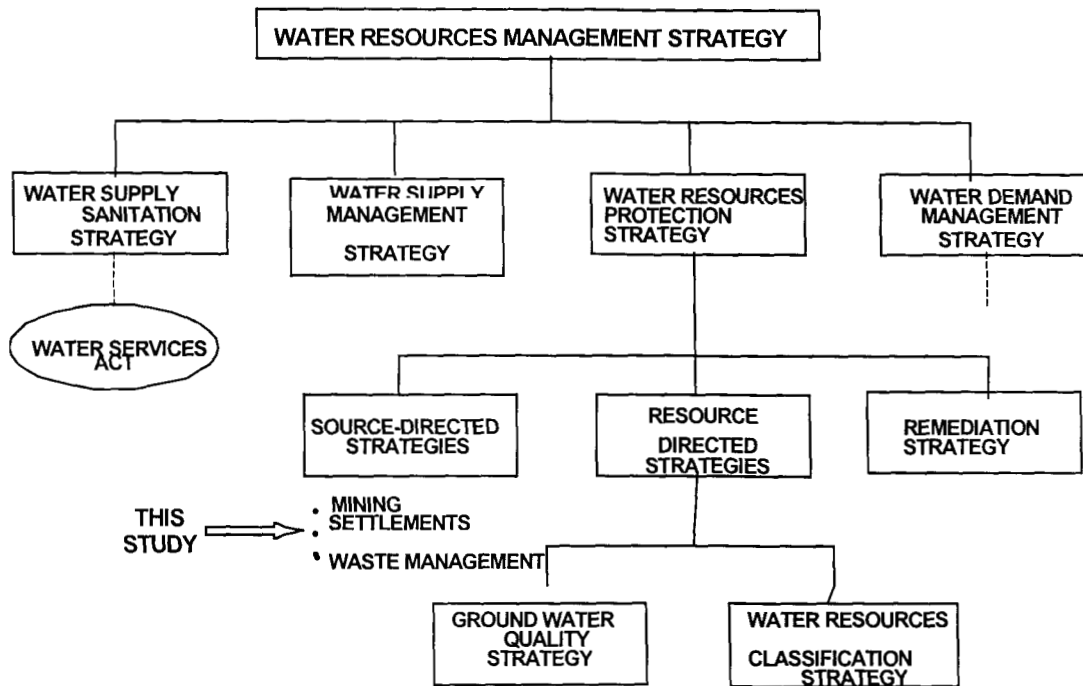 WATER RESOURCES MANAGEMENT STRATEGY
WATER SUPPLY
SANITATION
STRATEGY
WATER SUPPLY
MANAGEMENT
STRATEGY
WATER RESOURCES
PROTECTION
STRATEGY
WATER DEMAND
MANAGEMENT
STRATEGY
WATER SERVICES
ACT
SOURCE-DIRECTED
STRATEGIES
RESOURCE
DIRECTED
STRATEGIES
REMEDIATION
STRATEGY
THIS
STUDY
• MINING
SETTLEMENTS
•
• WASTE MANAGEMENT
GROUND WATER
QUALITY
STRATEGY
WATER RESOURCES
CLASSIFICATION
STRATEGY